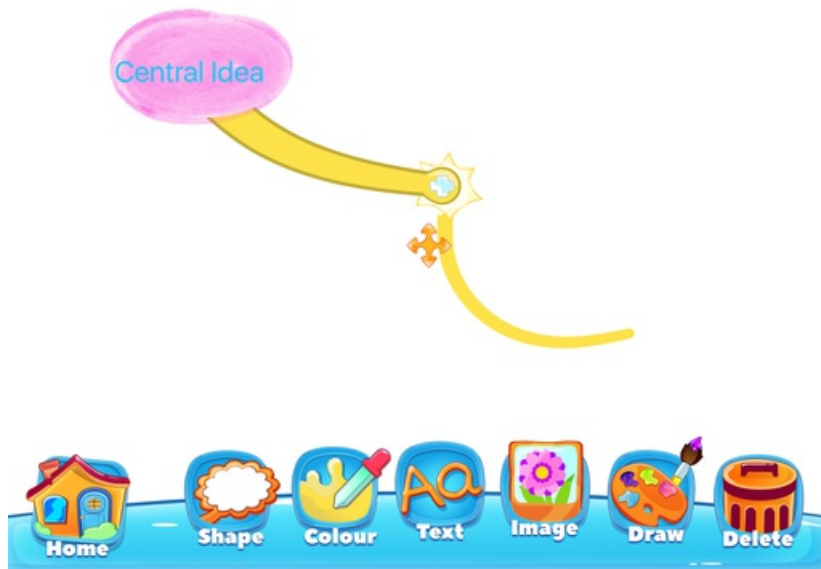 Central Idea
Home
Shape
Colour
Text
Image
Draw
Delete